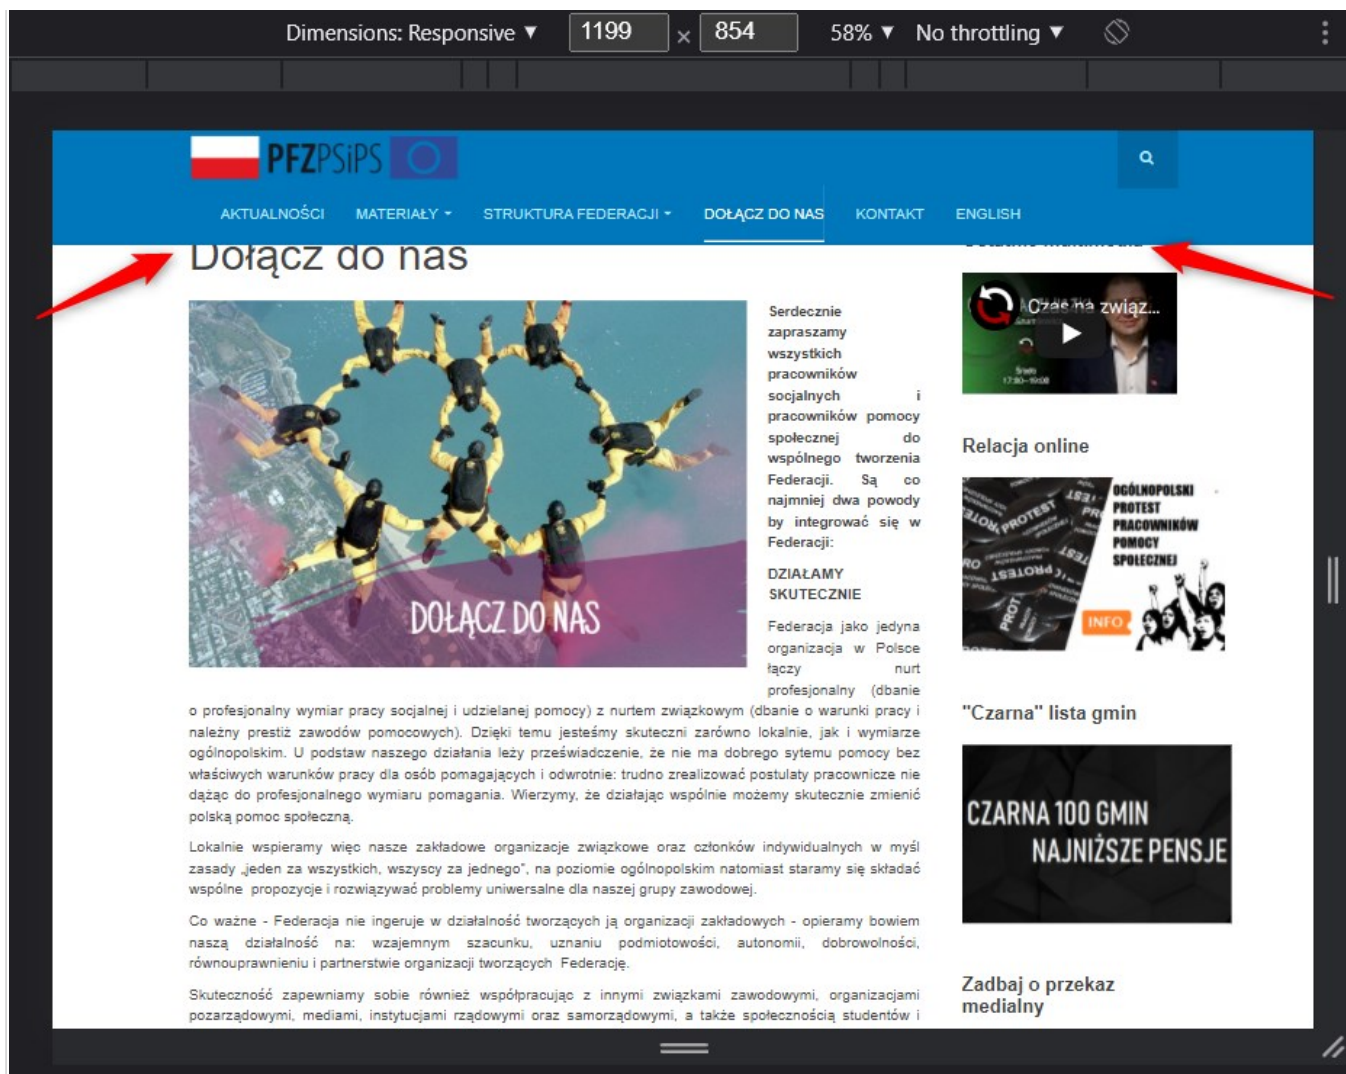 Dimensions: Responsive ▼ 1199 × 854 58% ▼ No throttling ▼
PFZPSiPS
AKTUALNOŚCI MATERIAŁY STRUKTURA FEDERACJI DOŁĄCZ DO NAS KONTAKT ENGLISH
Dołącz do nas
DOŁĄCZ DO NAS
Serdecznie
zapraszamy
wszystkich
pracowników
socjalnych i
pracowników pomocy
społecznej do
wspólnego tworzenia
Federacji. Są co
najmniej dwa powody
by integrować się w
Federacji:
DZIAŁAMY
SKUTECZNIE
Federacja jako jedyna
organizacja w Polsce
łączy nurt
profesjonalny (dbanie
o profesjonalny wymiar pracy socjalnej i udzielanej pomocy) z nurtem związkowym (dbanie o warunki pracy i
należny prestiż zawodów pomocowych). Dzięki temu jesteśmy skuteczni zarówno lokalnie, jak i wymiarze
ogólnopolskim. U podstaw naszego działania leży przeświadczenie, że nie ma dobrego sytemu pomocy bez
właściwych warunków pracy dla osób pomagających i odwrotnie: trudno zrealizować postulaty pracownicze nie
dążąc do profesjonalnego wymiaru pomagania. Wierzymy, że działając wspólnie możemy skutecznie zmienić
polską pomoc społeczną.
Lokalnie wspieramy więc nasze zakładowe organizacje związkowe oraz członków indywidualnych w myśl
zasady „jeden za wszystkich, wszyscy za jednego”, na poziomie ogólnopolskim natomiast staramy się składać
wspólne propozycje i rozwiązywać problemy uniwersalne dla naszej grupy zawodowej.
Co ważne - Federacja nie ingeruje w działalność tworzących ją organizacji zakładowych - opieramy bowiem
naszą działalność na: wzajemnym szacunku, uznaniu podmiotowości, autonomii, dobrowolności,
równouprawnieniu i partnerstwie organizacji tworzących Federację.
Skuteczność zapewniamy sobie również współpracując z innymi związkami zawodowymi, organizacjami
pozarządowymi, mediami, instytucjami rządowymi oraz samorządowymi, a także społecznością studentów i
Czas na związ...
Środa
17:00-19:00
Relacja online
OGÓLNOPOLSKI
PROTEST
PRACOWNIKÓW
POMOCY
SPOŁECZNEJ
PROTEST
PROTEST
INFO
"Czarna" lista gmin
CZARNA 100 GMIN
NAJNIŻSZE PENSJE
Zadbaj o przekaz
medialny